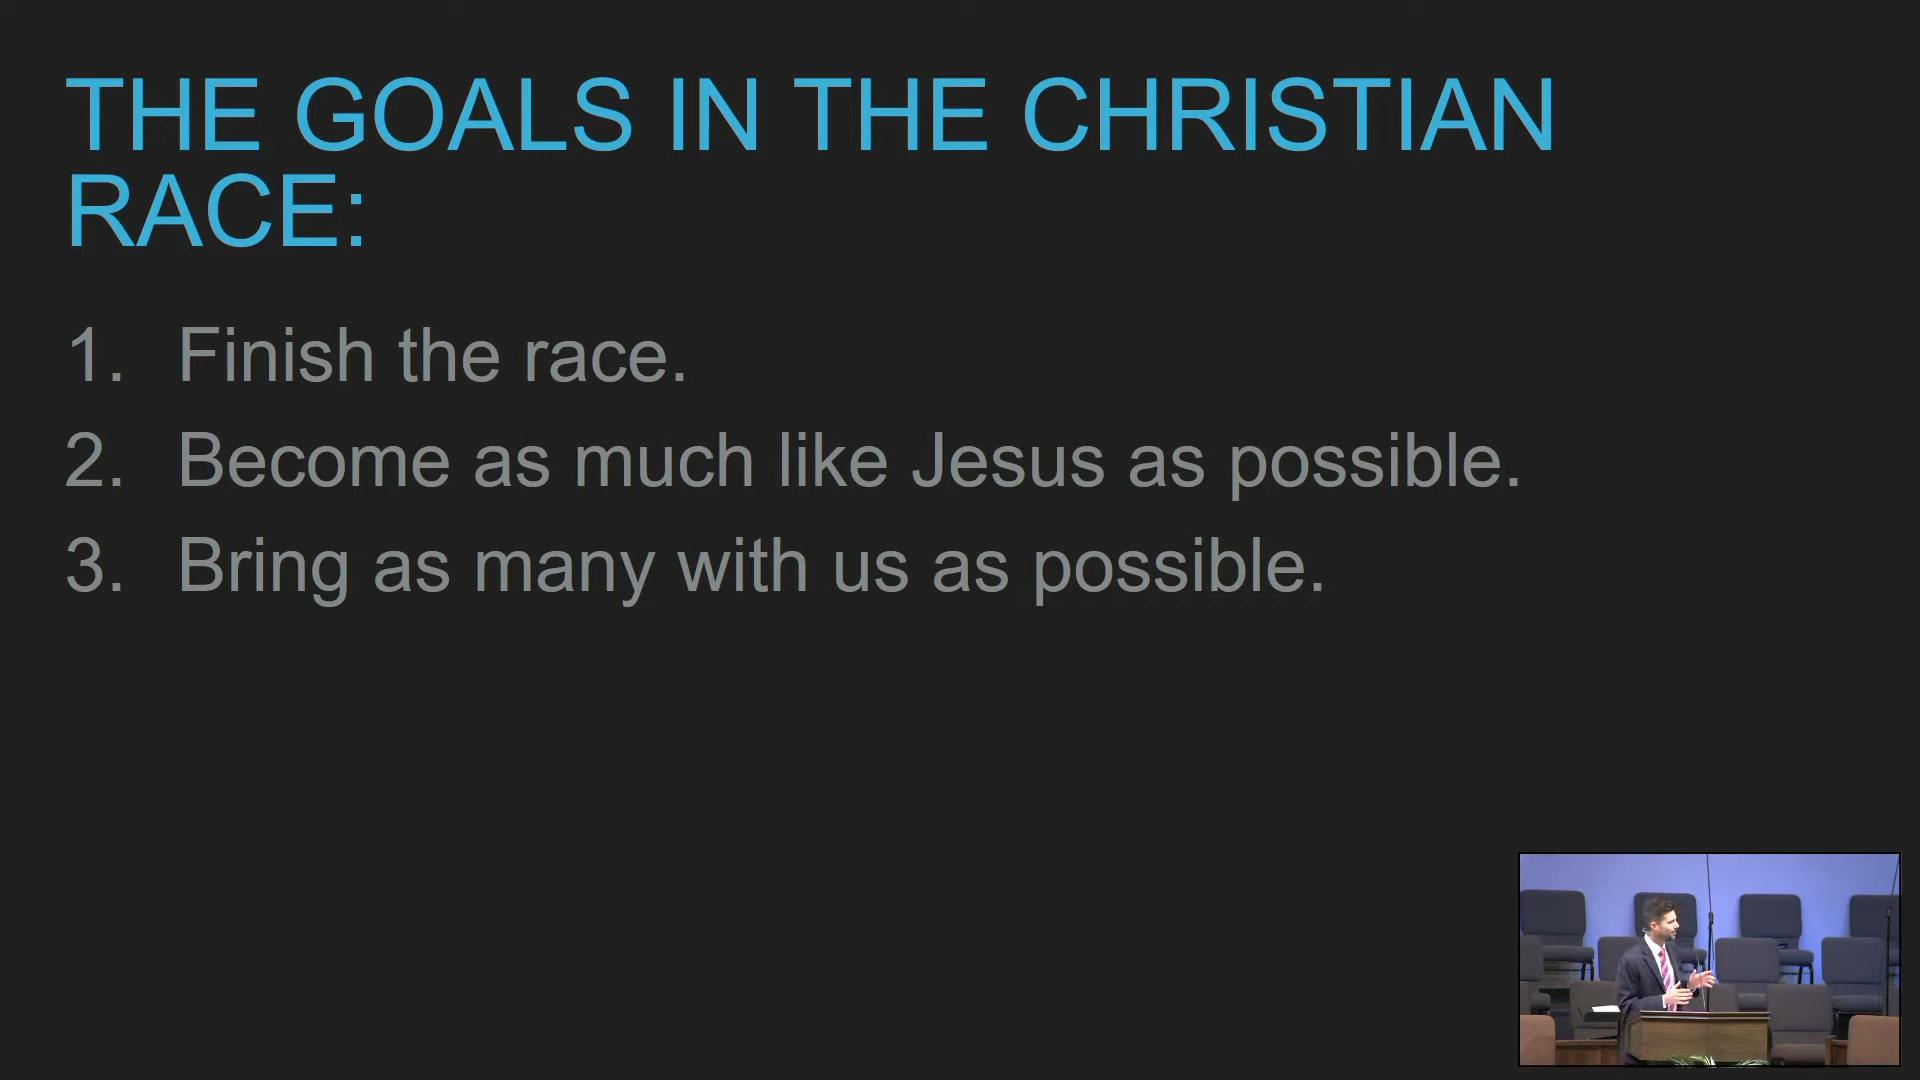 THE GOALS IN THE CHRISTIAN
RACE:
1. Finish the race.
2. Become as much like Jesus as possible.
3. Bring as many with us as possible.